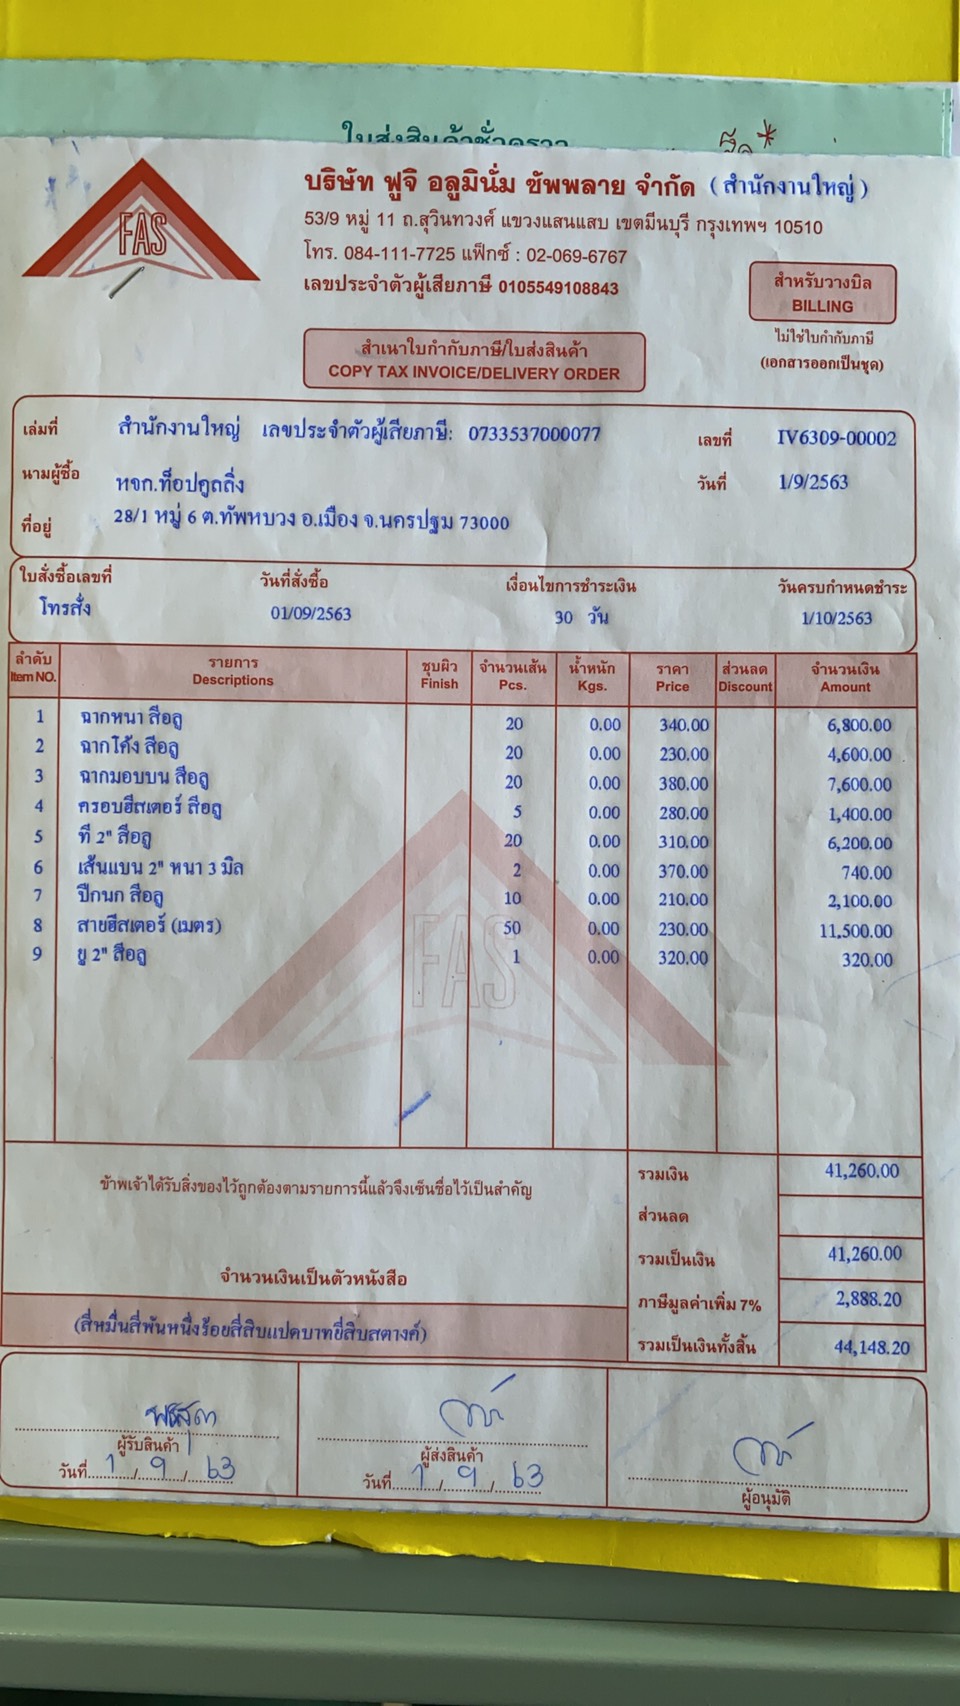 ใบส่งสินค้าชั่วคราว
FAS
บริษัท ฟูจิ อลูมินั่ม ซัพพลาย จำกัด (สำนักงานใหญ่)
53/9 หมู่ 11 ถ.สุวินทวงศ์ แขวงแสนแสบ เขตมีนบุรี กรุงเทพฯ 10510
โทร. 084-111-7725 แฟ็กซ์ : 02-069-6767
เลขประจำตัวผู้เสียภาษี 0105549108843
สำหรับวางบิล
BILLING
ไม่ใช่ใบกำกับภาษี
(เอกสารออกเป็นชุด)
สำเนาใบกำกับภาษี/ใบส่งสินค้า
COPY TAX INVOICE/DELIVERY ORDER
เล่มที่ สำนักงานใหญ่ เลขประจำตัวผู้เสียภาษี: 0733537000077 เลขที่ IV6309-00002
นามผู้ซื้อ หจก.ท็อปคูลลิ่ง วันที่ 1/9/2563
ที่อยู่ 28/1 หมู่ 6 ต.ทัพหบวง อ.เมือง จ.นครปฐม 73000
ใบสั่งซื้อเลขที่ วันที่สั่งซื้อ เงื่อนไขการชำระเงิน วันครบกำหนดชำระ
โทรสั่ง 01/09/2563 30 วัน 1/10/2563
ลำดับ รายการ ชุบผิว จำนวนเส้น น้ำหนัก ราคา ส่วนลด จำนวนเงิน
Item NO. Descriptions Finish Pcs. Kgs. Price Discount Amount
1 ฉากหนา สีอลู 20 0.00 340.00 6,800.00
2 ฉากโค้ง สีอลู 20 0.00 230.00 4,600.00
3 ฉากมอบบน สีอลู 20 0.00 380.00 7,600.00
4 ครอบฮีสเตอร์ สีอลู 5 0.00 280.00 1,400.00
5 ที 2" สีอลู 20 0.00 310.00 6,200.00
6 เส้นแบน 2" หนา 3 มิล 2 0.00 370.00 740.00
7 ปีกนก สีอลู 10 0.00 210.00 2,100.00
8 สายฮีสเตอร์ (เมตร) 50 0.00 230.00 11,500.00
9 ยู 2" สีอลู 1 0.00 320.00 320.00
FAS
ข้าพเจ้าได้รับสิ่งของไว้ถูกต้องตามรายการนี้แล้วจึงเซ็นชื่อไว้เป็นสำคัญ
รวมเงิน 41,260.00
ส่วนลด
รวมเป็นเงิน 41,260.00
จำนวนเงินเป็นตัวหนังสือ
ภาษีมูลค่าเพิ่ม 7% 2,888.20
(สี่หมื่นสี่พันหนึ่งร้อยสี่สิบแปดบาทยี่สิบสตางค์)
รวมเป็นเงินทั้งสิ้น 44,148.20
ผู้รับสินค้า
วันที่ 1 / 9 / 63
ผู้ส่งสินค้า
วันที่ 1 / 9 / 63
ผู้อนุมัติ